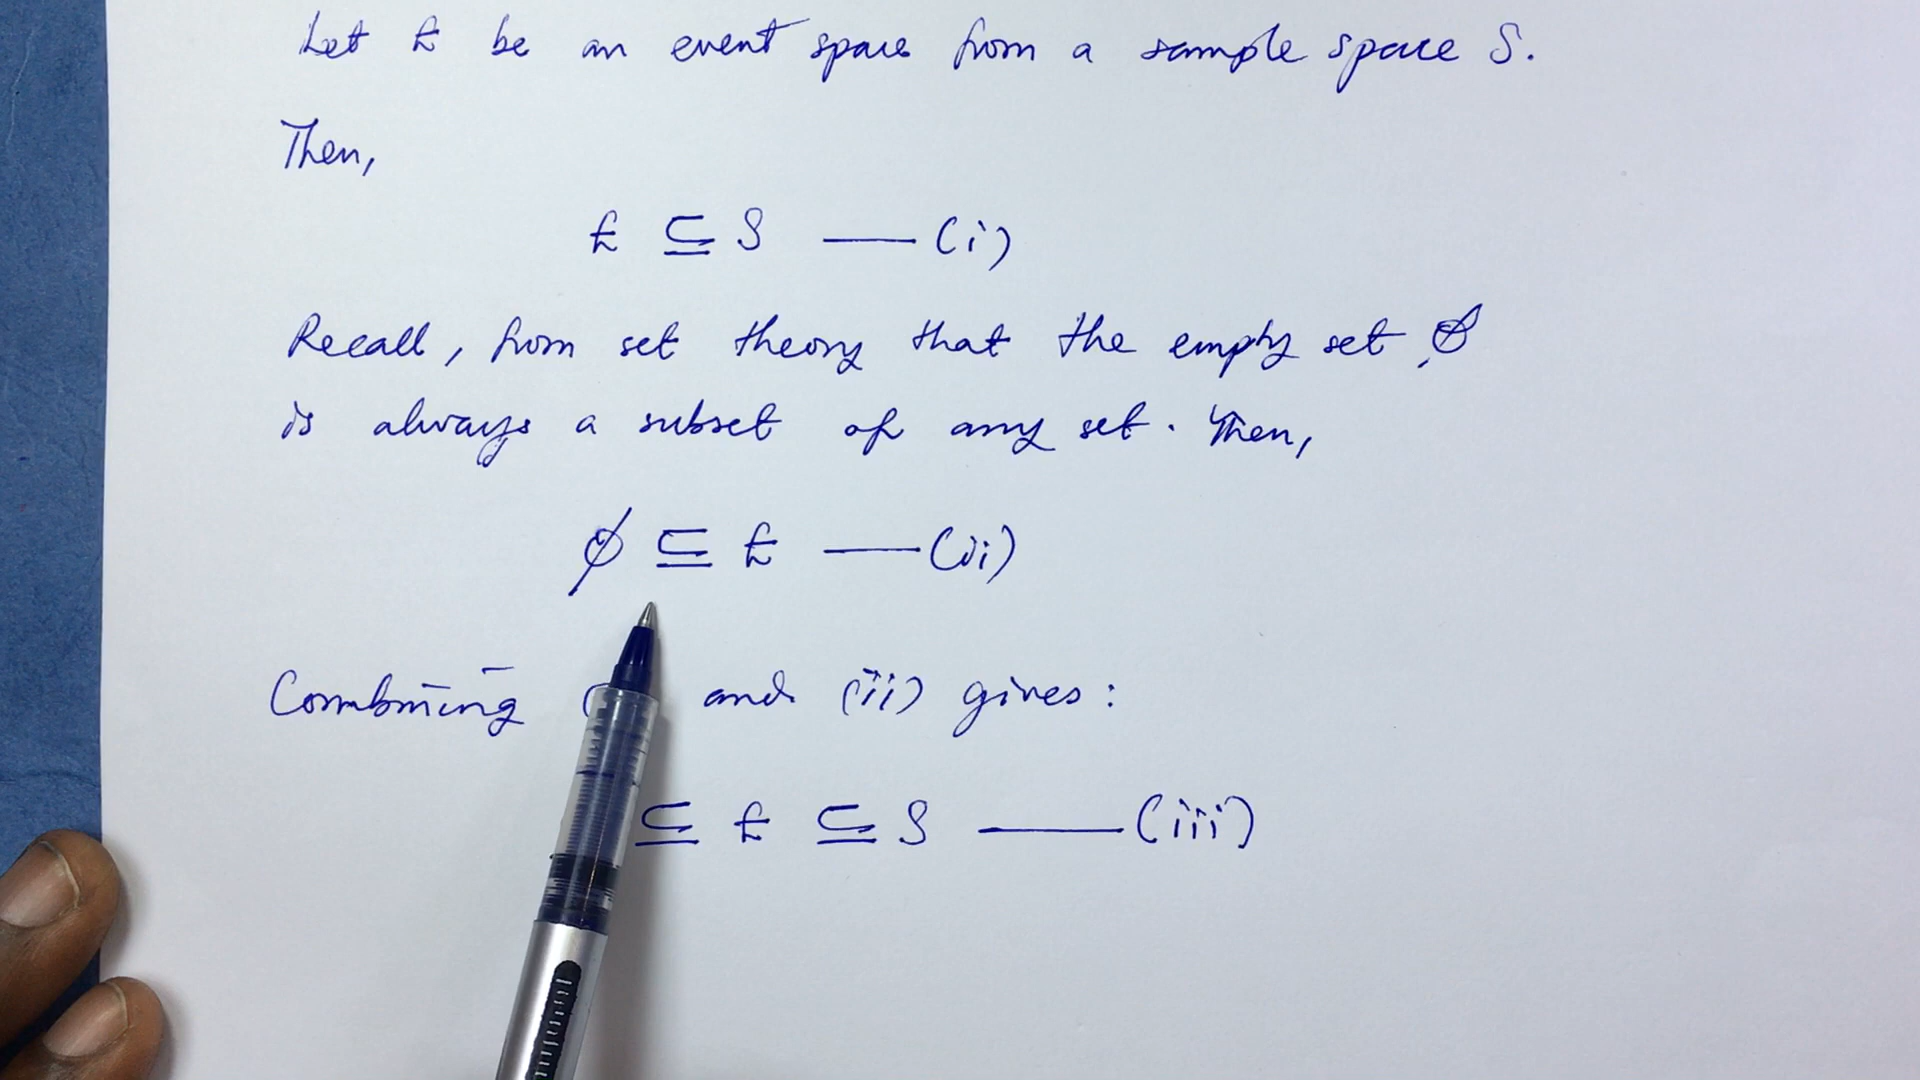 Let E be an event space from a sample space S.
Then,
E ⊆ S —— (i)
Recall, from set theory that the empty set ∅
is always a subset of any set. Then,
∅ ⊆ E —— (ii)
Combining ( and (ii) gives:
⊆ E ⊆ S —— (iii)